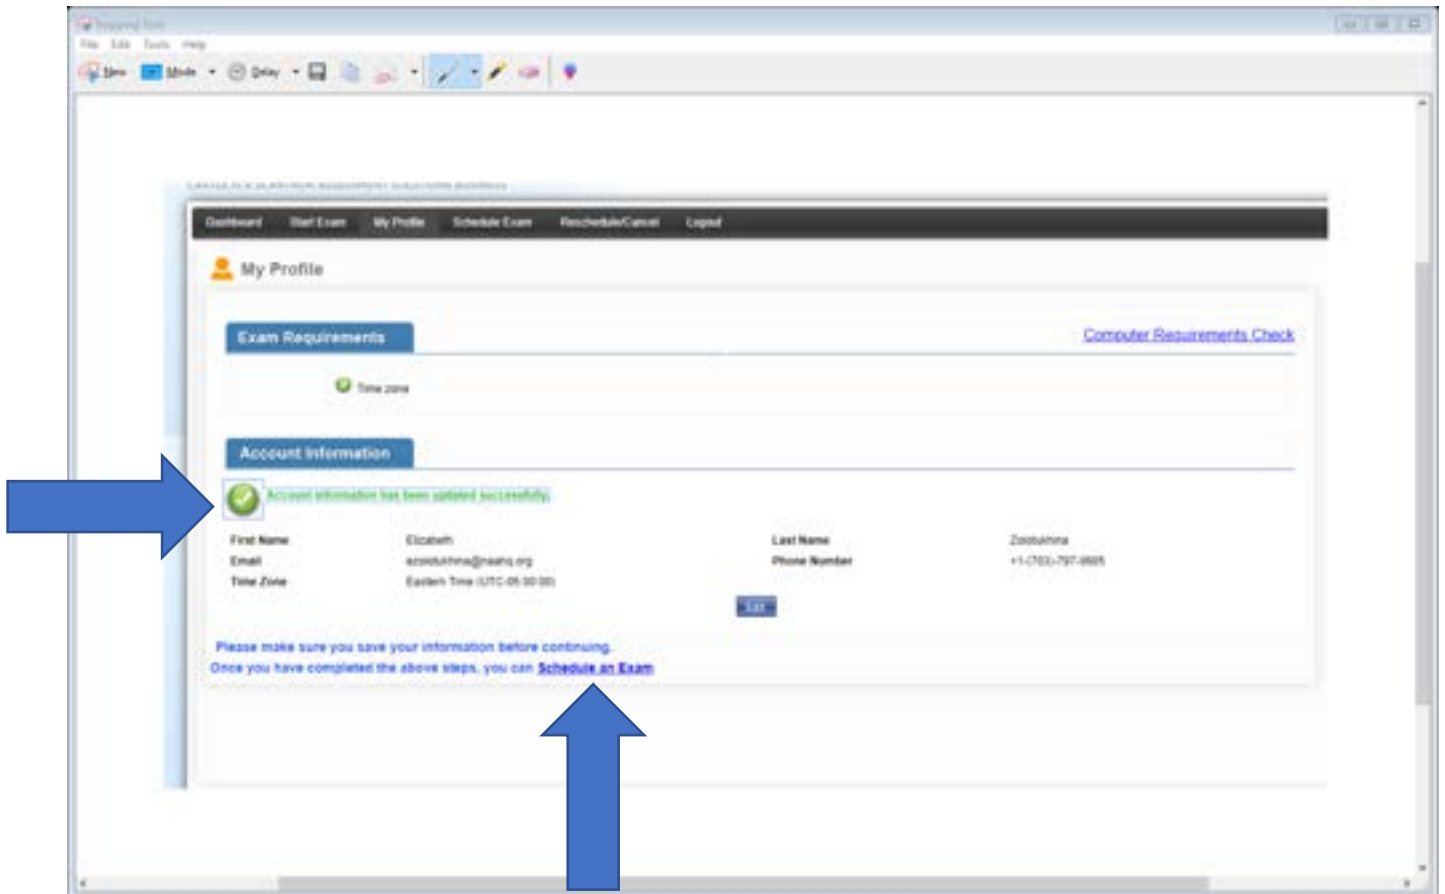 Snipping Tool
File Edit Tools Help
New Mode Delay
Dashboard Start Exam My Profile Schedule Exam Reschedule/Cancel Logout
My Profile
Exam Requirements Computer Requirements Check
Time zone
Account Information
Account information has been updated successfully.
First Name Elizabeth Last Name
Email Phone Number
Time Zone Eastern Time (UTC-05:00:00)
Edit
Please make sure you save your information before continuing.
Once you have completed the above steps, you can Schedule an Exam